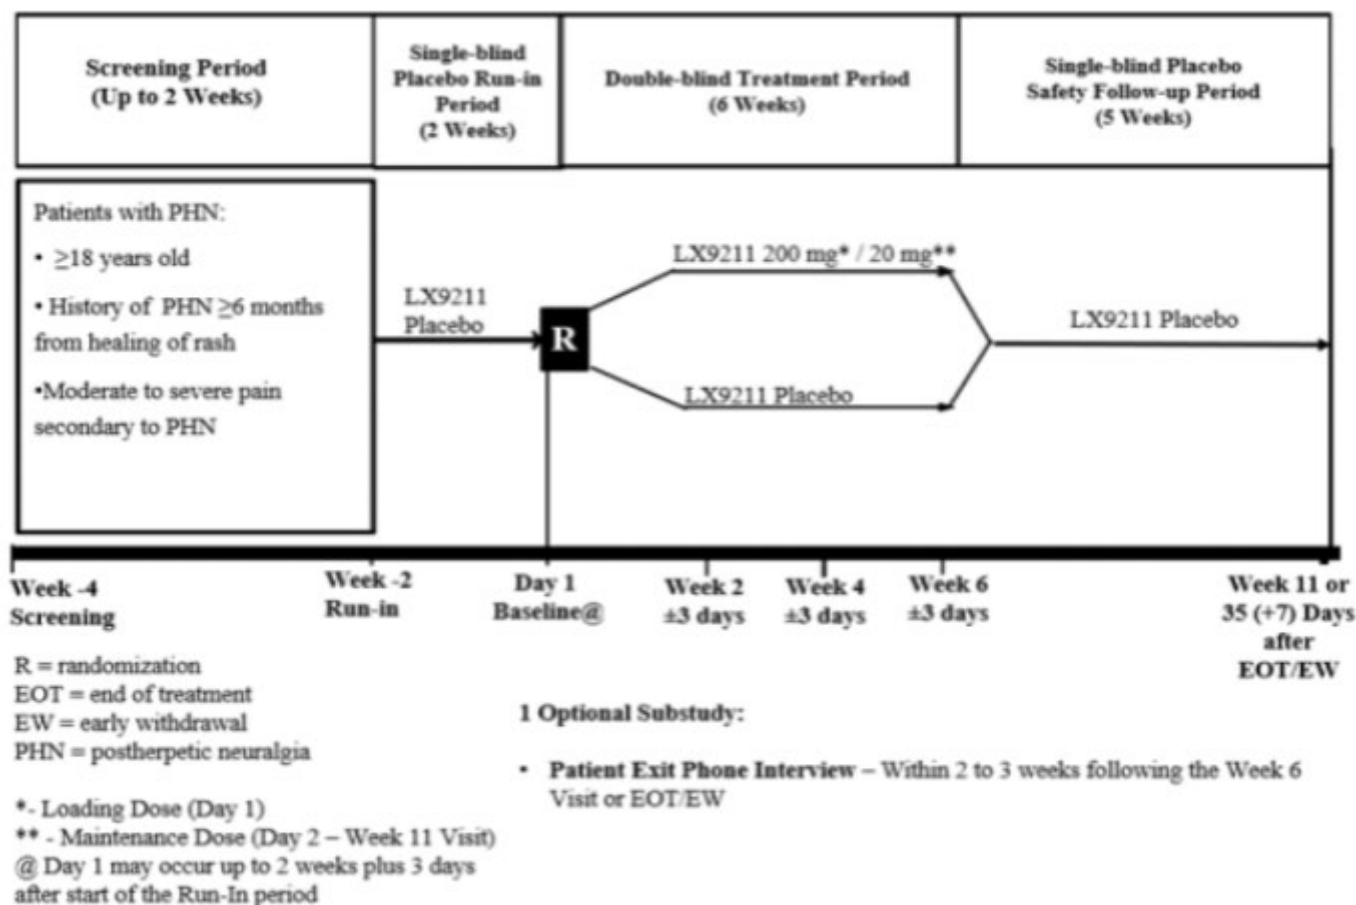 Screening Period
(Up to 2 Weeks)
Single-blind
Placebo Run-in
Period
(2 Weeks)
Double-blind Treatment Period
(6 Weeks)
Single-blind Placebo
Safety Follow-up Period
(5 Weeks)
Patients with PHN:
• ≥18 years old
• History of PHN ≥6 months
from healing of rash
•Moderate to severe pain
secondary to PHN
LX9211
Placebo
R
LX9211 200 mg* / 20 mg**
LX9211 Placebo
LX9211 Placebo
Week -4
Screening
Week -2
Run-in
Day 1
Baseline@
Week 2
±3 days
Week 4
±3 days
Week 6
±3 days
Week 11 or
35 (+7) Days
after
EOT/EW
R = randomization
EOT = end of treatment
EW = early withdrawal
PHN = postherpetic neuralgia
*- Loading Dose (Day 1)
** - Maintenance Dose (Day 2 – Week 11 Visit)
@ Day 1 may occur up to 2 weeks plus 3 days
after start of the Run-In period
1 Optional Substudy:
• Patient Exit Phone Interview – Within 2 to 3 weeks following the Week 6
Visit or EOT/EW